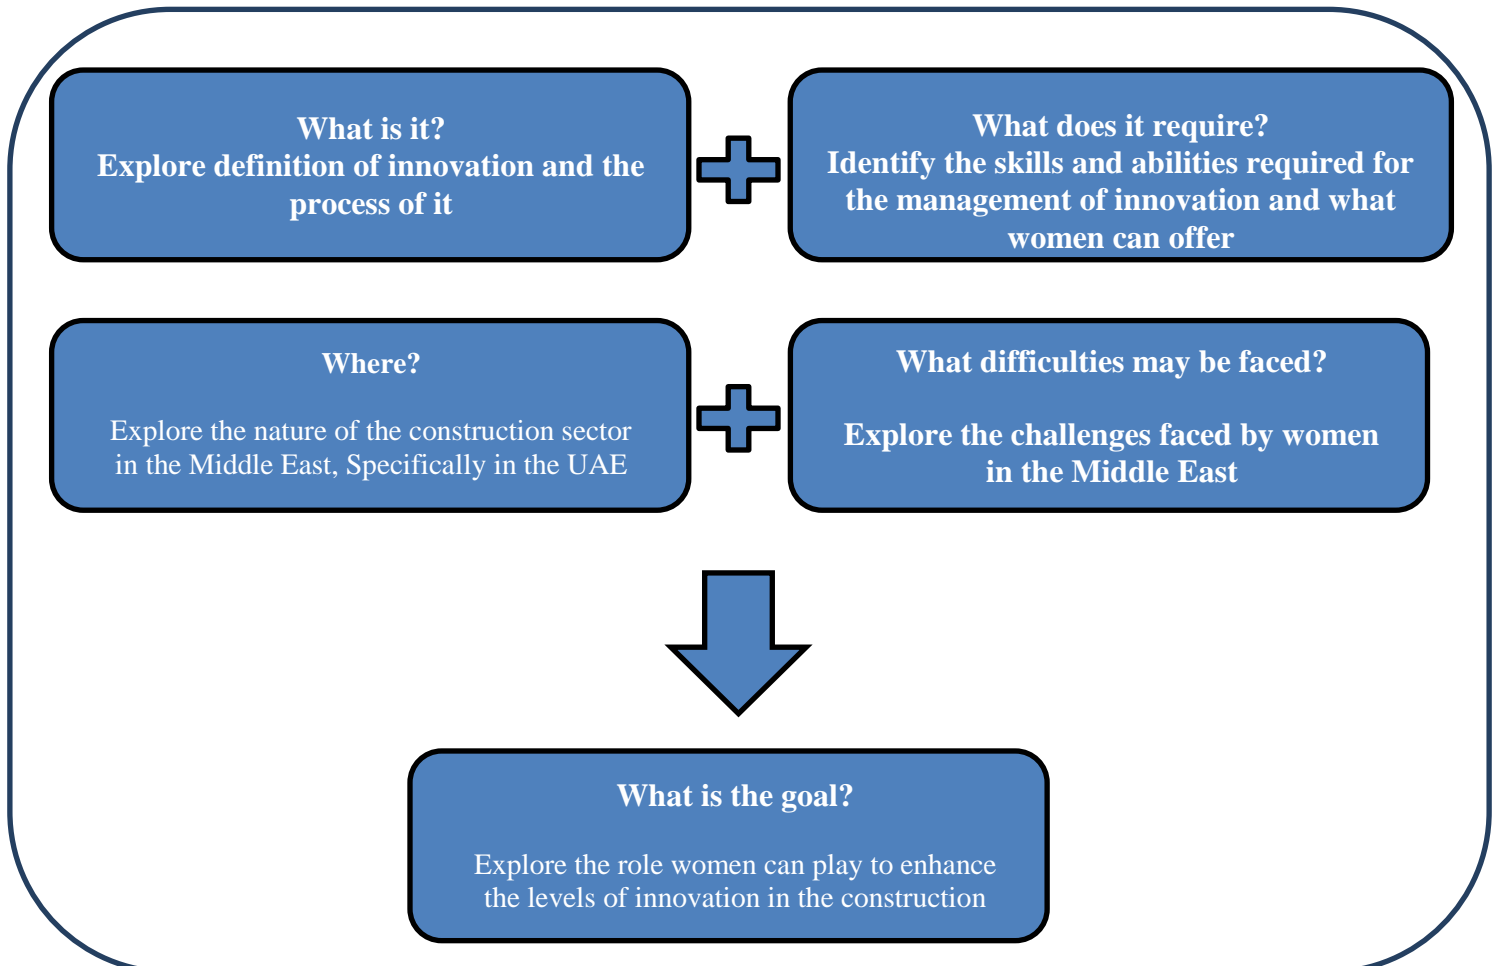 What is it?
Explore definition of innovation and the
process of it
What does it require?
Identify the skills and abilities required for
the management of innovation and what
women can offer
Where?
Explore the nature of the construction sector
in the Middle East, Specifically in the UAE
What difficulties may be faced?
Explore the challenges faced by women
in the Middle East
What is the goal?
Explore the role women can play to enhance
the levels of innovation in the construction